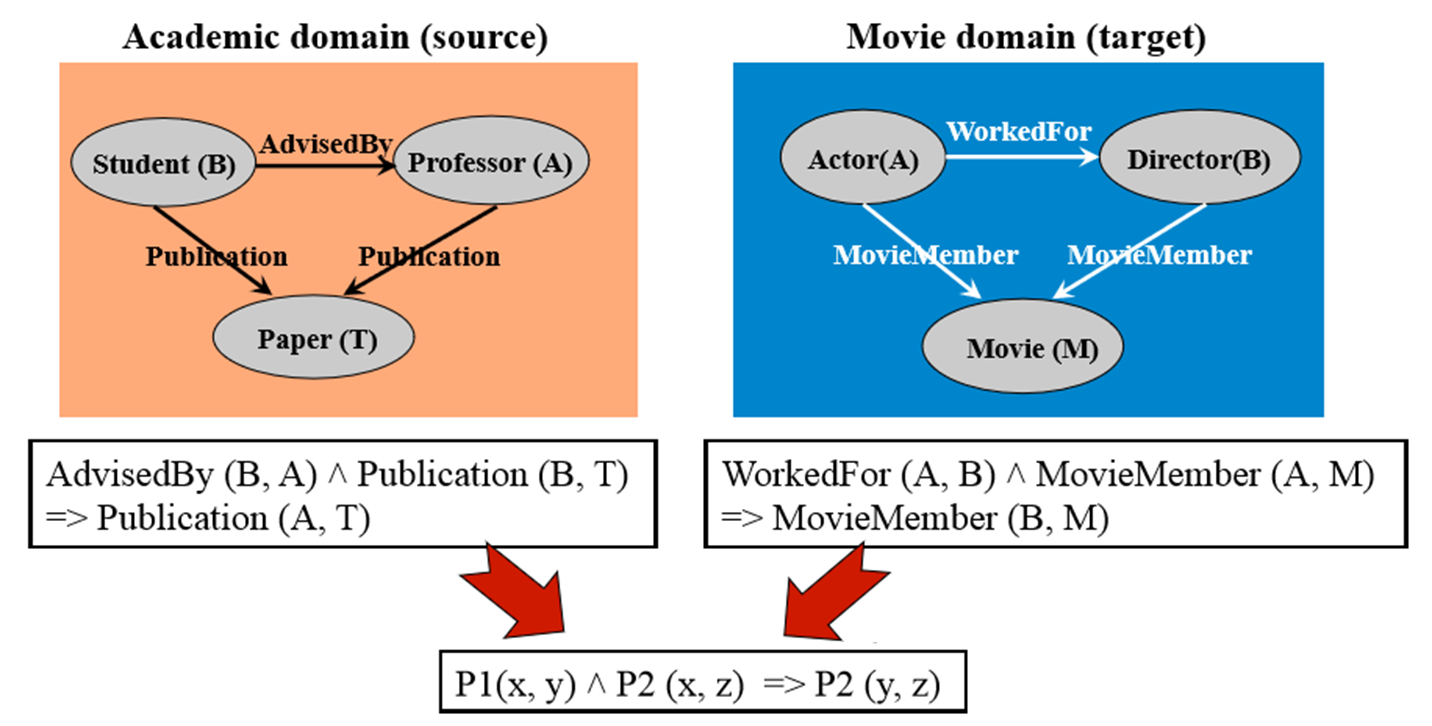 Academic domain (source)
Movie domain (target)
AdvisedBy
WorkedFor
Student (B)
Professor (A)
Actor(A)
Director(B)
Publication
Publication
MovieMember
MovieMember
Paper (T)
Movie (M)
AdvisedBy (B, A) ^ Publication (B, T)
=> Publication (A, T)
WorkedFor (A, B) ^ MovieMember (A, M)
=> MovieMember (B, M)
P1(x, y) ^ P2 (x, z) => P2 (y, z)